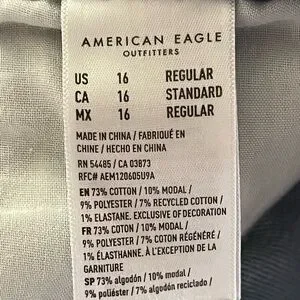 AMERICAN EAGLE
OUTFITTERS
US 16 REGULAR
CA 16 STANDARD
MX 16 REGULAR
MADE IN CHINA / FABRIQUÉ EN
CHINE / HECHO EN CHINA
RN 54485 / CA 03873
RFC# AEM120605U9A
EN 73% COTTON / 10% MODAL /
9% POLYESTER / 7% RECYCLED COTTON /
1% ELASTANE. EXCLUSIVE OF DECORATION
FR 73% COTON / 10% MODAL /
9% POLYESTER / 7% COTON RÉGÉNÉRÉ /
1% ÉLASTHANNE. À L'EXCEPTION DE LA
GARNITURE
SP 73% algodón / 10% modal /
9% poliéster / 7% algodón reciclado /